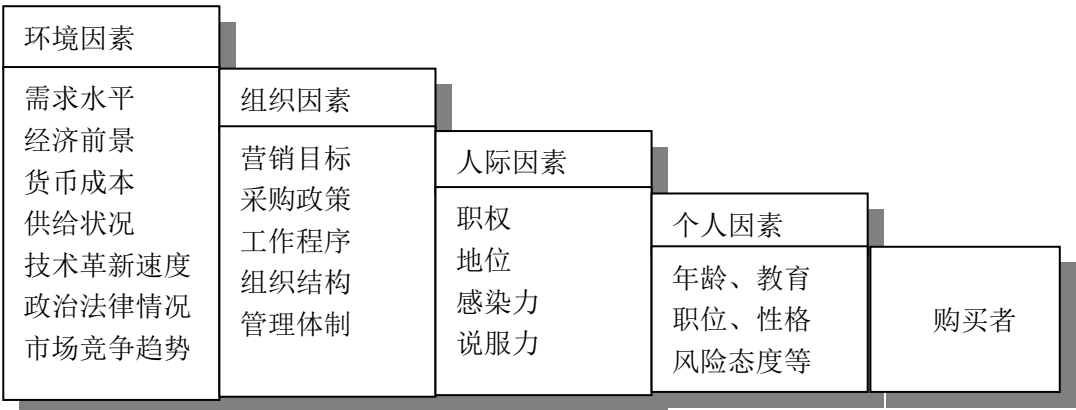 环境因素
需求水平
经济前景
货币成本
供给状况
技术革新速度
政治法律情况
市场竞争趋势
组织因素
营销目标
采购政策
工作程序
组织结构
管理体制
人际因素
职权
地位
感染力
说服力
个人因素
年龄、教育
职位、性格
风险态度等
购买者